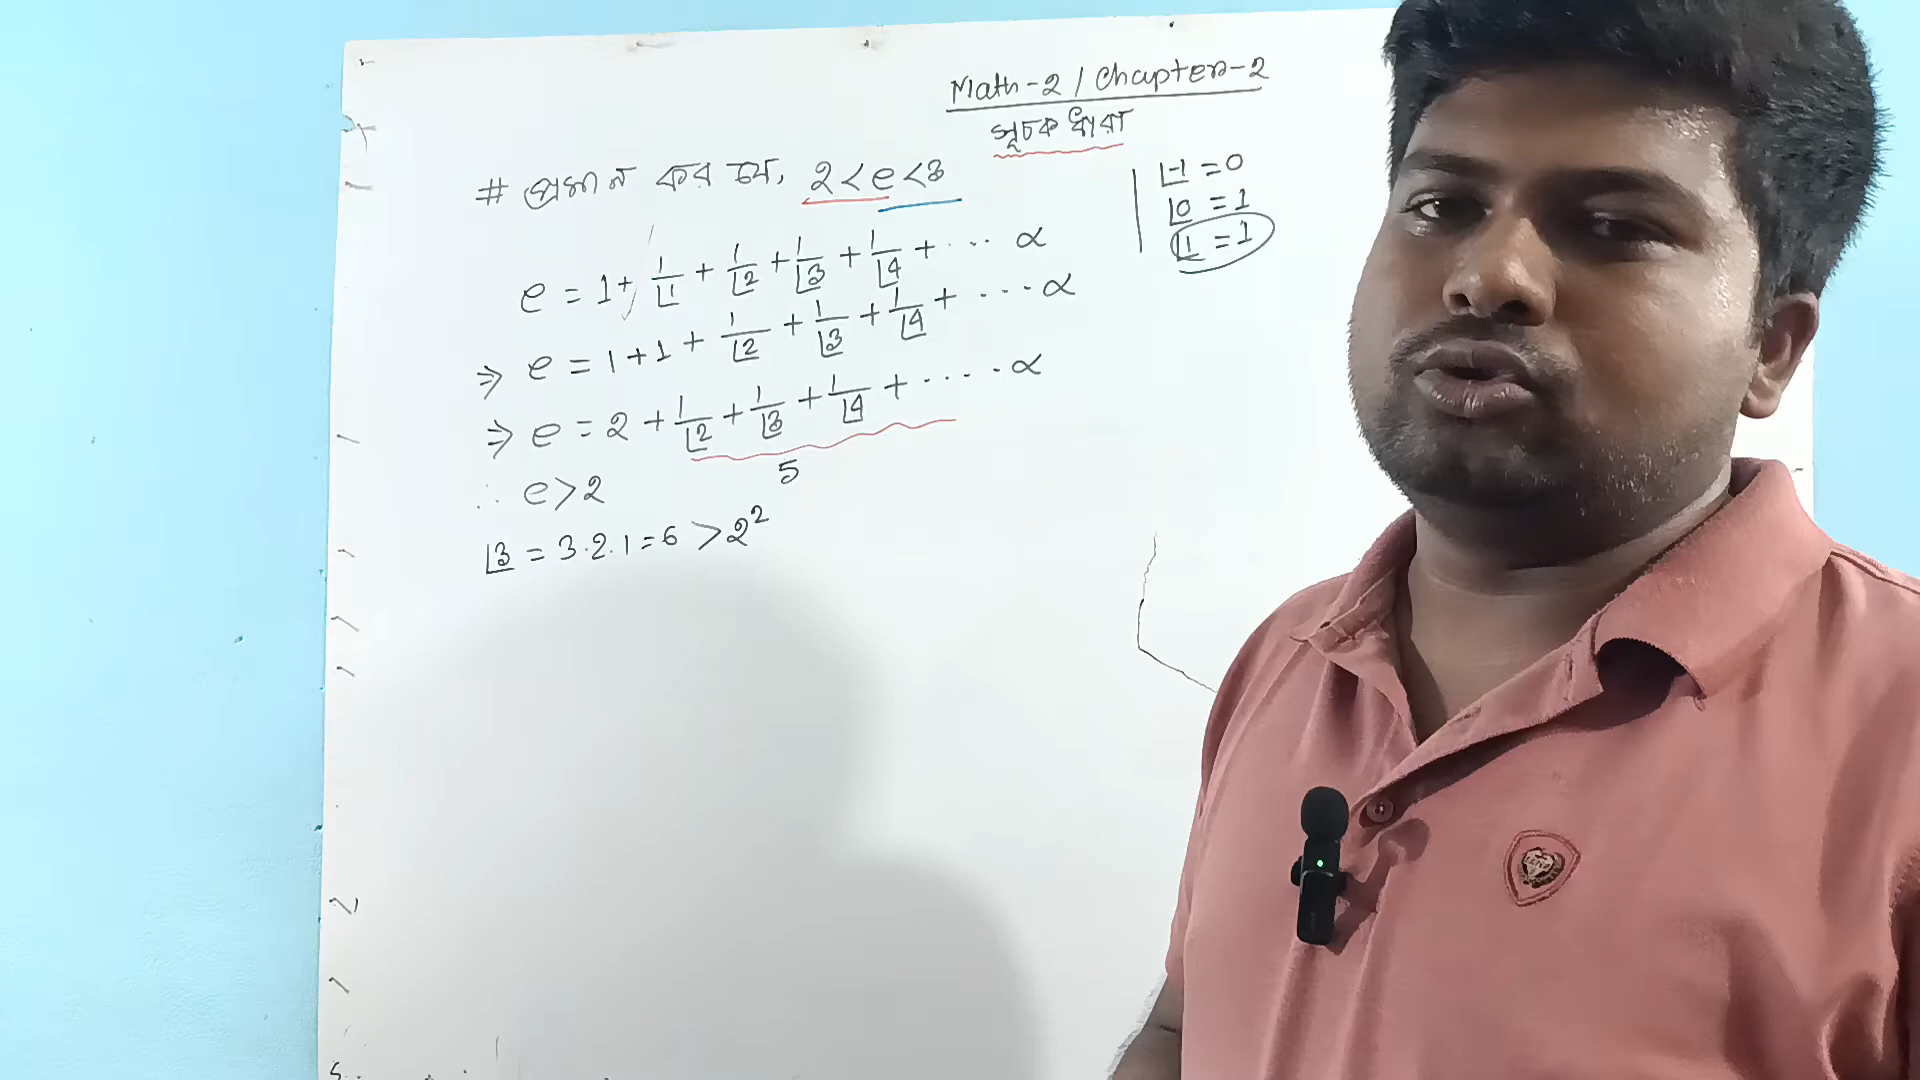 Math-2 / Chapter-2
সূচক ধারা
# প্রমান কর যে, 2<e<3
⌊-1 = 0
⌊0 = 1
⌊1 = 1
e = 1 + 1/⌊1 + 1/⌊2 + 1/⌊3 + 1/⌊4 + ... ∝
⇒ e = 1+1 + 1/⌊2 + 1/⌊3 + 1/⌊4 + ....∝
⇒ e = 2 + 1/⌊2 + 1/⌊3 + 1/⌊4 + .....∝
5
∴ e>2
⌊3 = 3.2.1=6 >2²